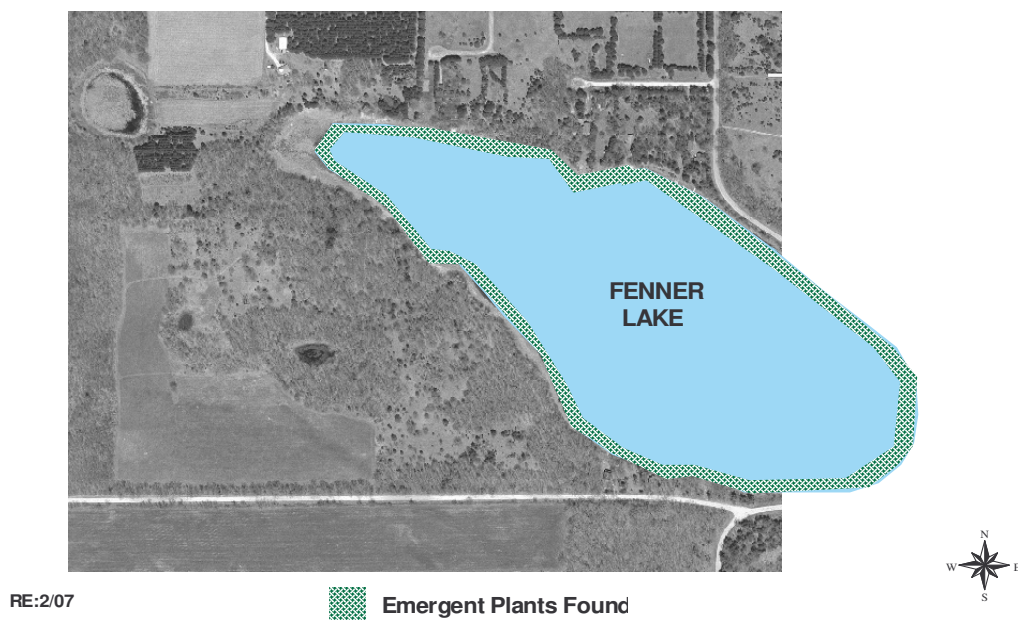 FENNER
LAKE
N
W E
S
RE:2/07
Emergent Plants Found